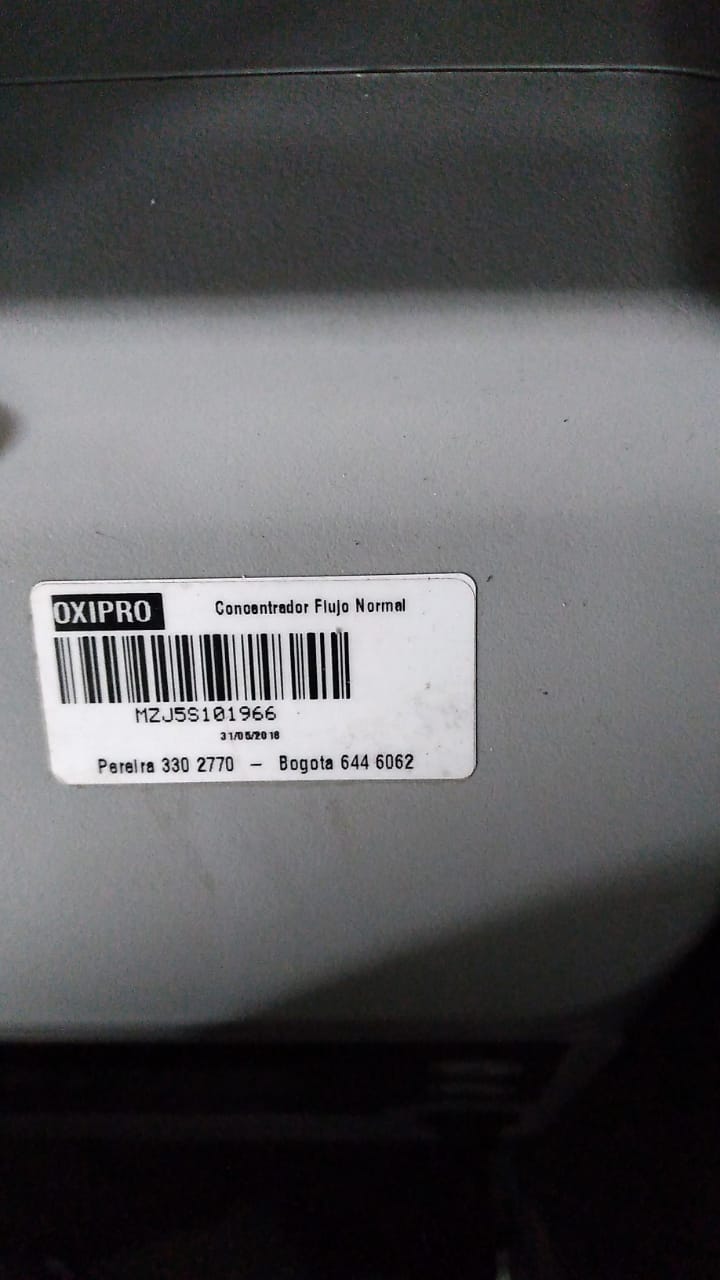 OXIPRO Concentrador Flujo Normal
MZJ5S101966
31/05/2018
Pereira 330 2770 – Bogota 644 6062